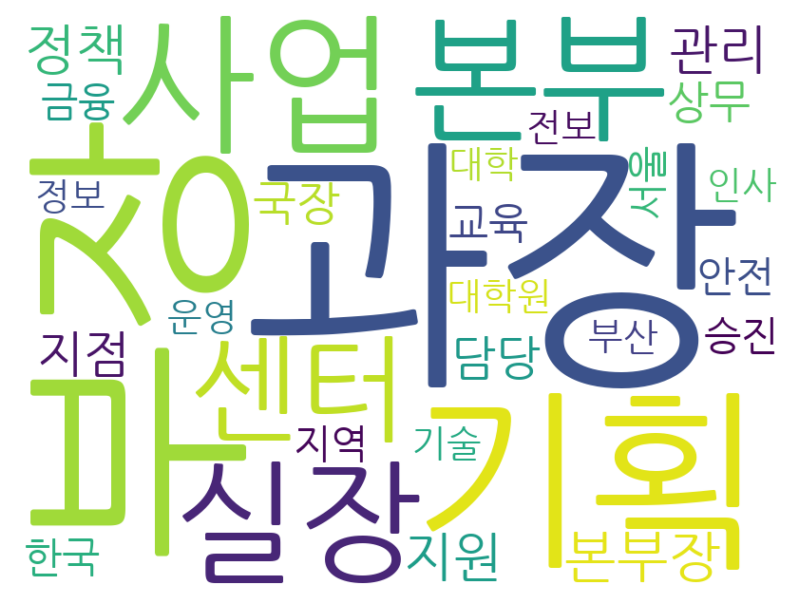 정책
사업
본부
관리
금융
상무
전보
부장
대학
서울
인사
정보
국장
교육
과장
안전
대학원
운영
부산
승진
지점
센터
담당
기획
지역
기술
실장
한국
지원
본부장